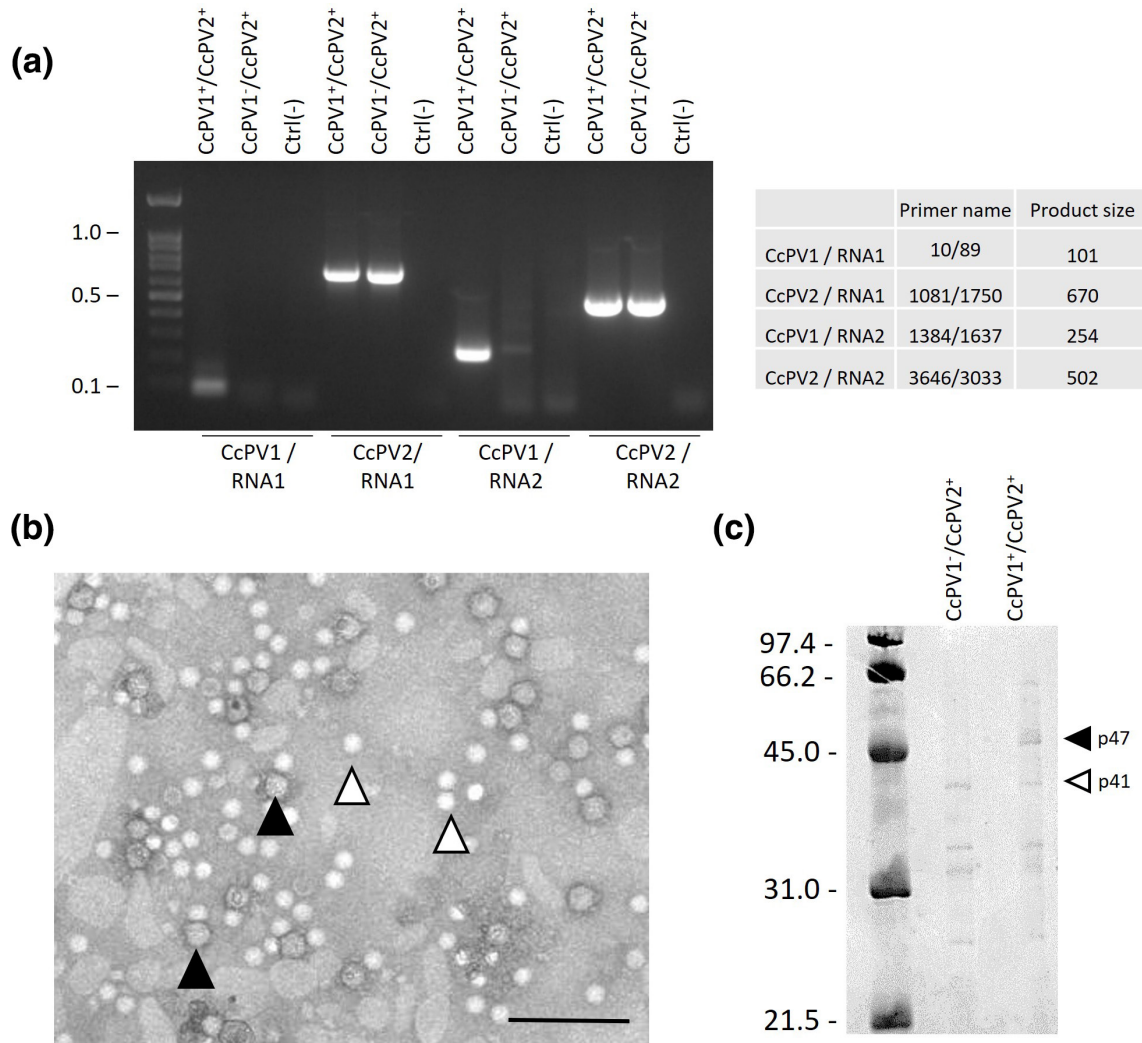 (a)
CcPV1⁺/CcPV2⁺
CcPV1⁻/CcPV2⁺
Ctrl(-)
CcPV1⁺/CcPV2⁺
CcPV1⁻/CcPV2⁺
Ctrl(-)
CcPV1⁺/CcPV2⁺
CcPV1⁻/CcPV2⁺
Ctrl(-)
CcPV1⁺/CcPV2⁺
CcPV1⁻/CcPV2⁺
Ctrl(-)
1.0 –
0.5 –
0.1 –
CcPV1 /
RNA1
CcPV2/
RNA1
CcPV1 /
RNA2
CcPV2 /
RNA2
Primer name Product size
CcPV1 / RNA1 10/89 101
CcPV2 / RNA1 1081/1750 670
CcPV1 / RNA2 1384/1637 254
CcPV2 / RNA2 3646/3033 502
(b)
(c)
CcPV1⁻/CcPV2⁺
CcPV1⁺/CcPV2⁺
97.4 -
66.2 -
45.0 -
31.0 -
21.5 -
p47
p41